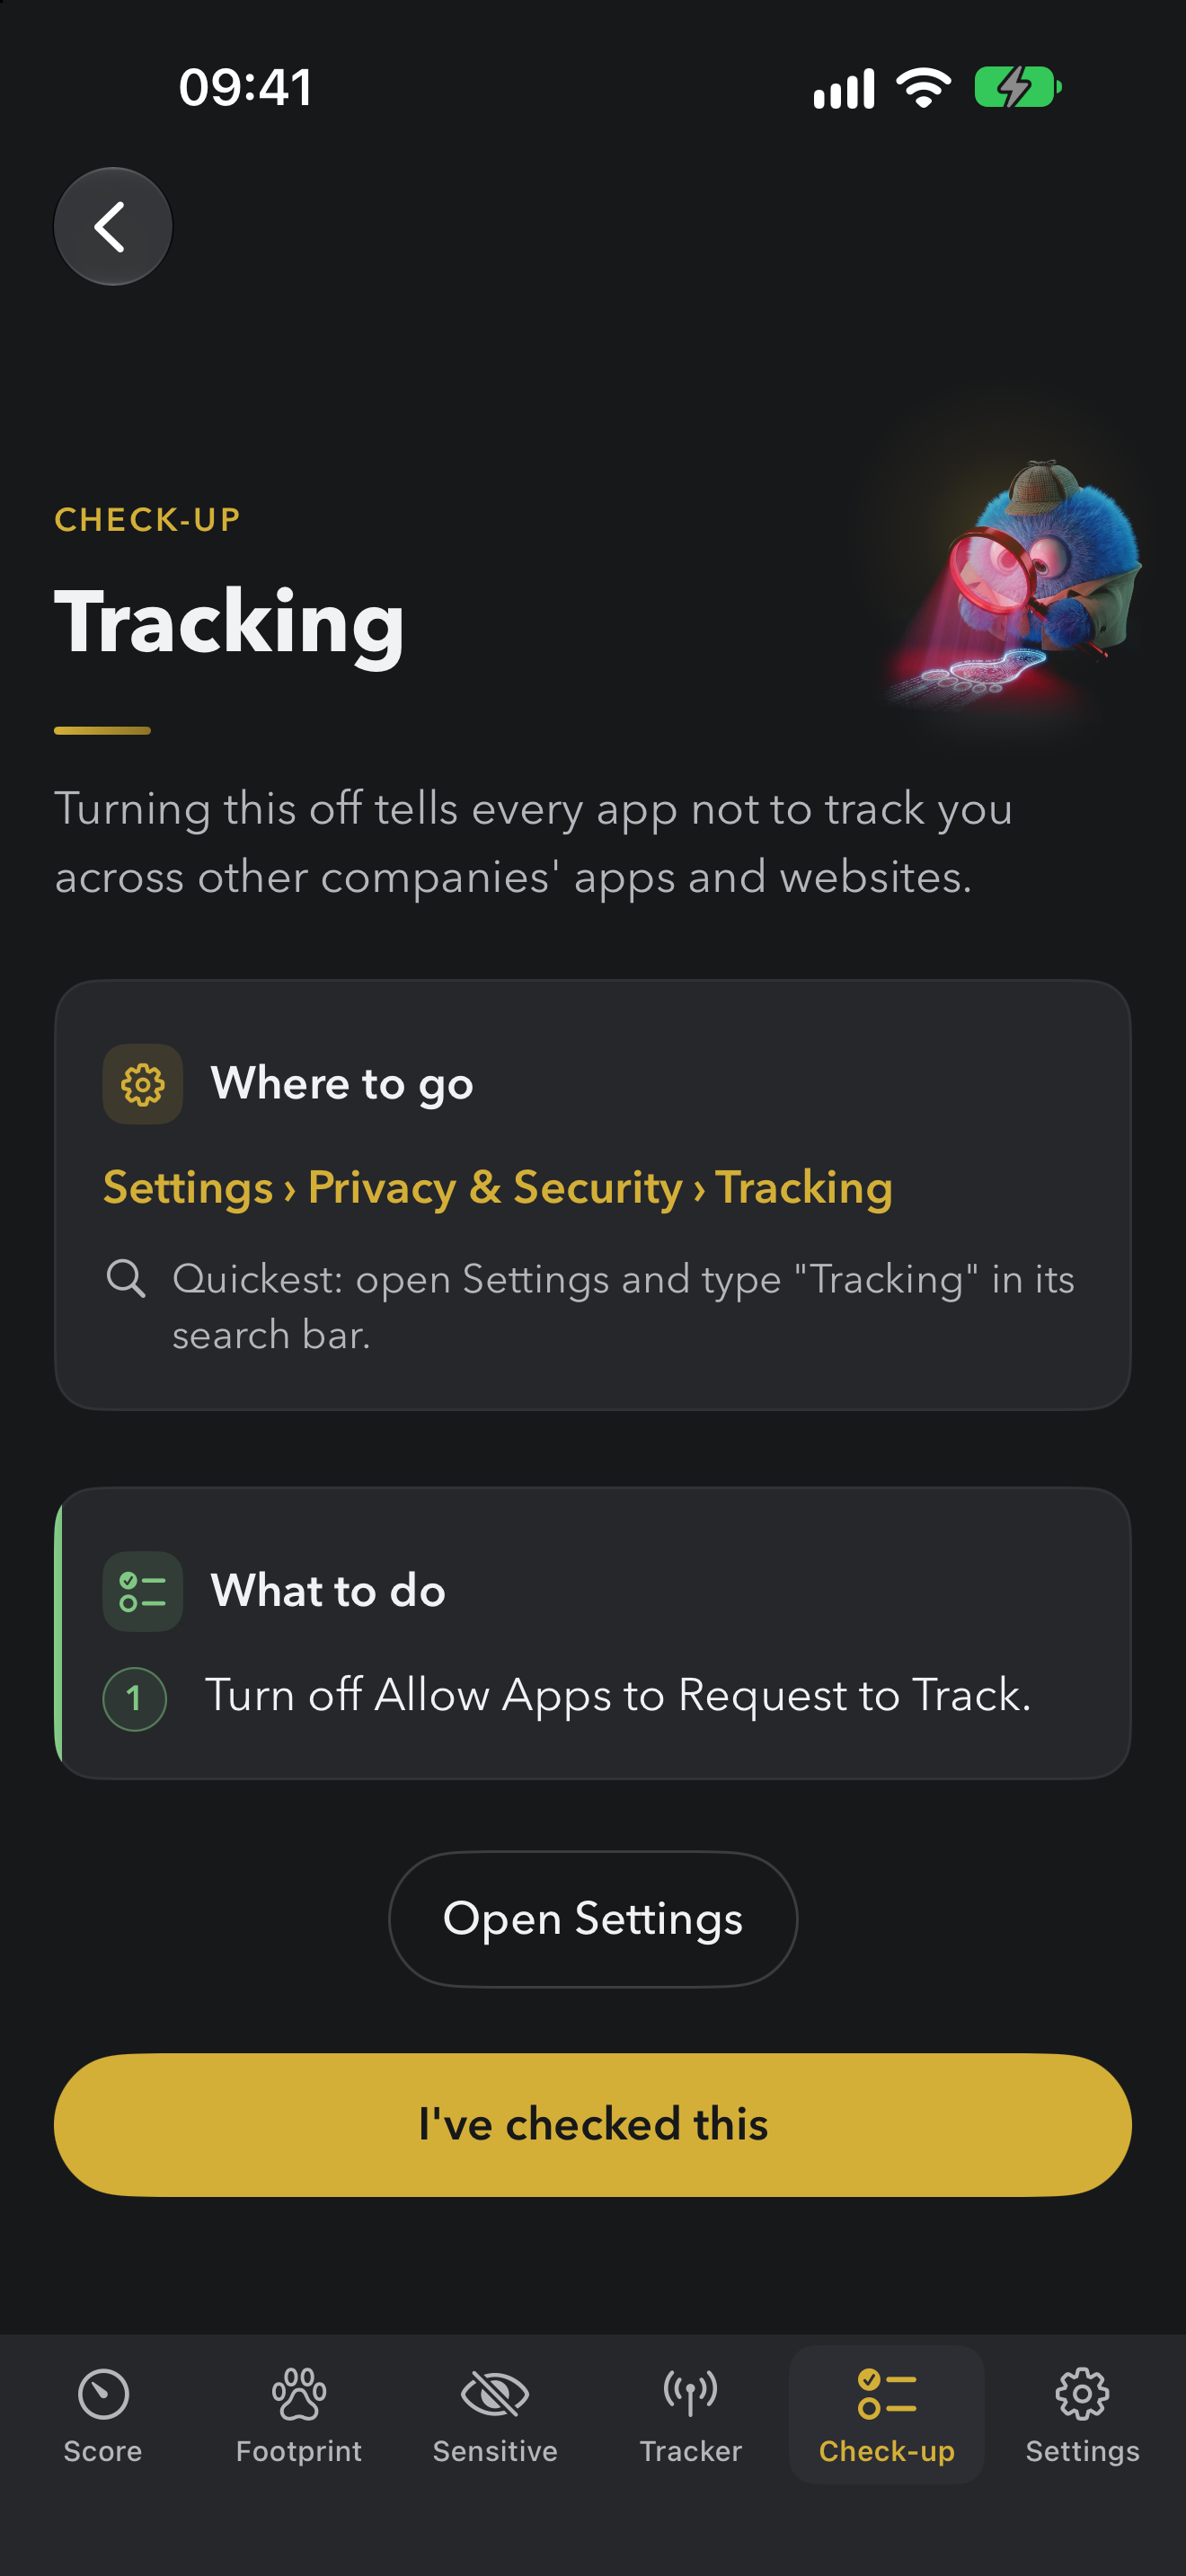 09:41
CHECK-UP
Tracking
Turning this off tells every app not to track you
across other companies' apps and websites.
Where to go
Settings › Privacy & Security › Tracking
Quickest: open Settings and type "Tracking" in its
search bar.
What to do
1 Turn off Allow Apps to Request to Track.
Open Settings
I've checked this
Score Footprint Sensitive Tracker Check-up Settings